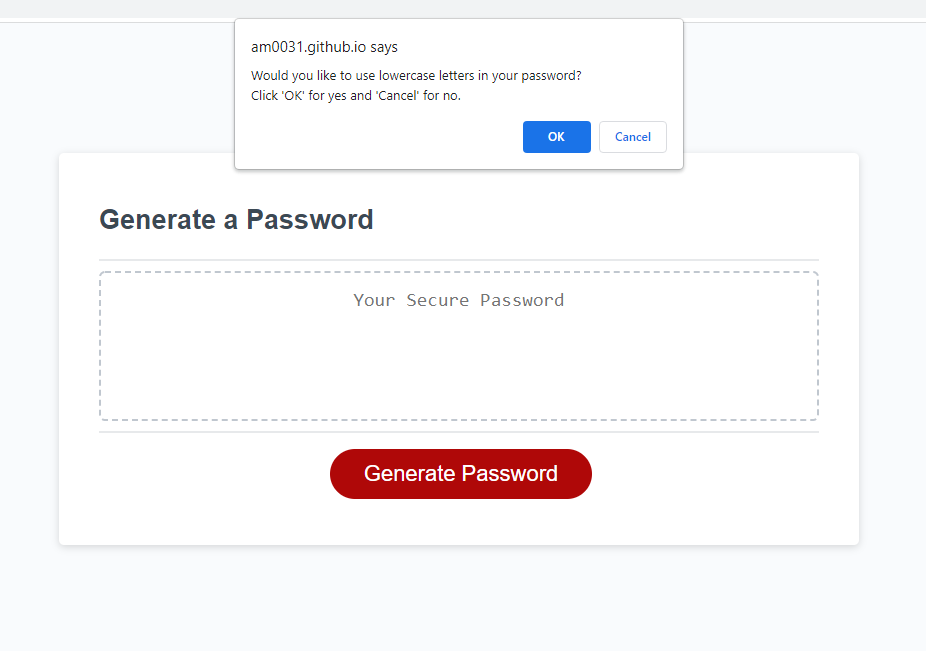 am0031.github.io says
Would you like to use lowercase letters in your password?
Click 'OK' for yes and 'Cancel' for no.
OK
Cancel
Generate a Password
Your Secure Password
Generate Password